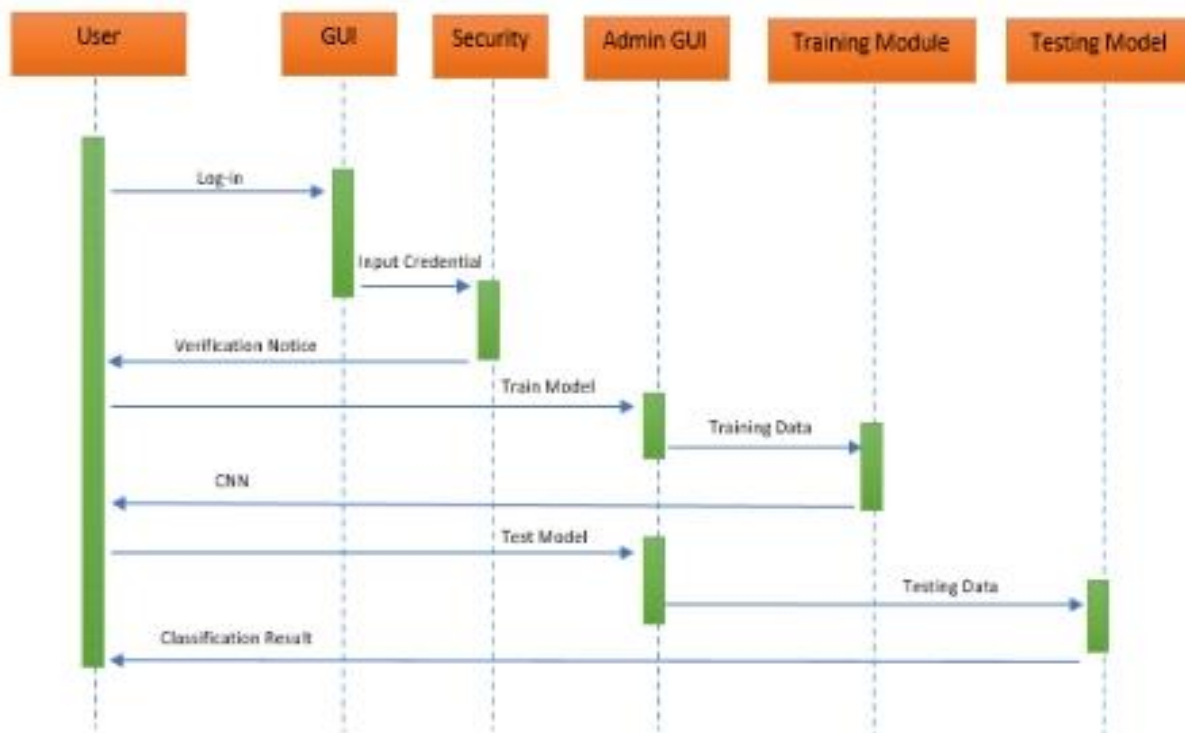 User
GUI
Security
Admin GUI
Training Module
Testing Model
Log-in
Input Credential
Verification Notice
Train Model
Training Data
CNN
Test Model
Testing Data
Classification Result